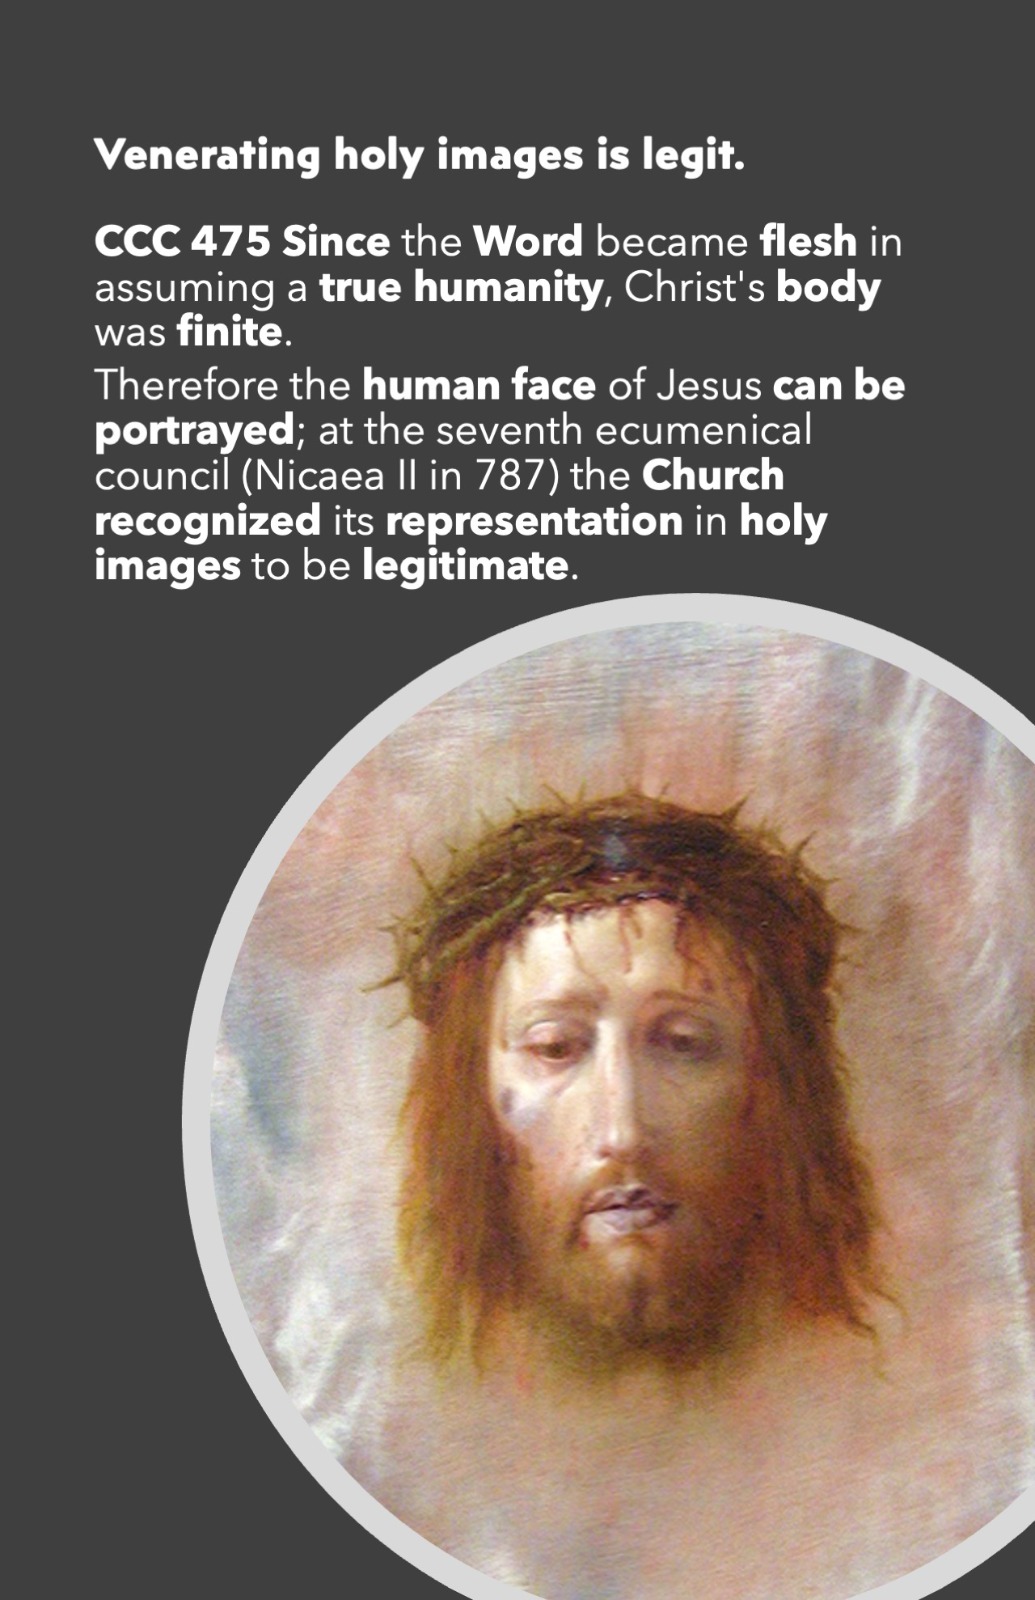 Venerating holy images is legit.
CCC 475 Since the Word became flesh in
assuming a true humanity, Christ's body
was finite.
Therefore the human face of Jesus can be
portrayed; at the seventh ecumenical
council (Nicaea II in 787) the Church
recognized its representation in holy
images to be legitimate.